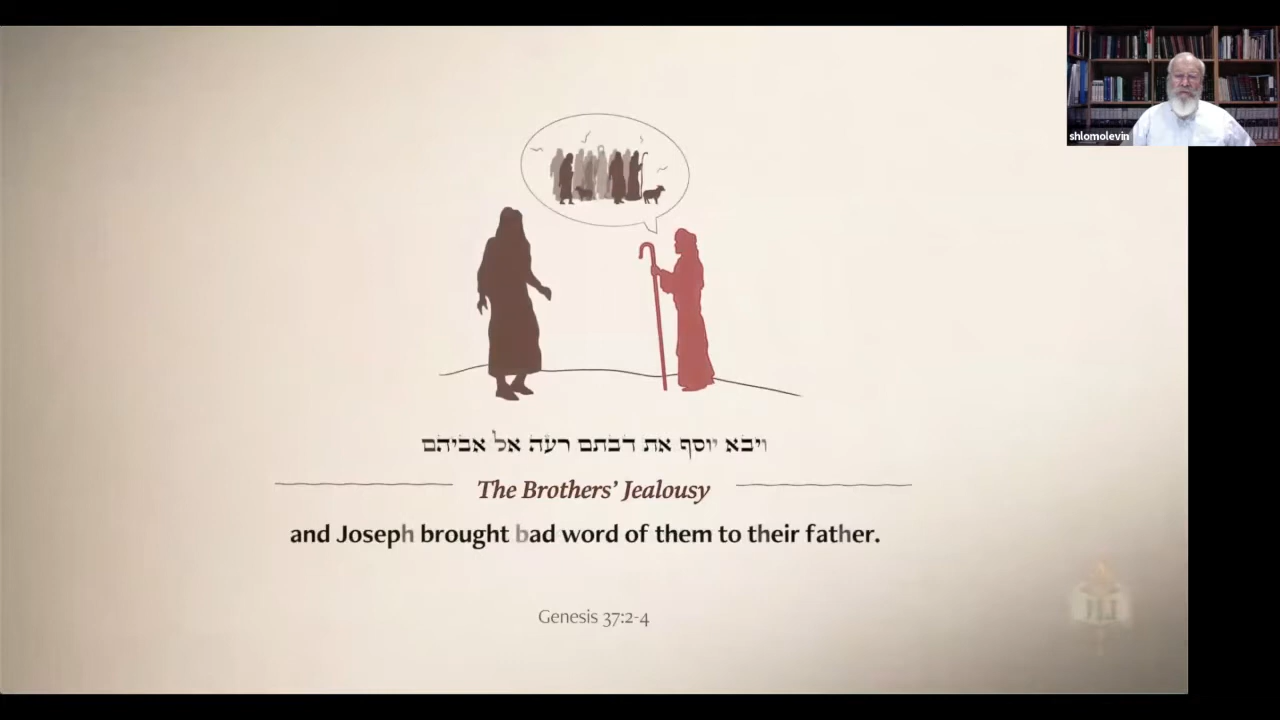 shlomolevin
ויבא יוסף את דבתם רעה אל אביהם
The Brothers’ Jealousy
and Joseph brought bad word of them to their father.
Genesis 37:2-4
JLI